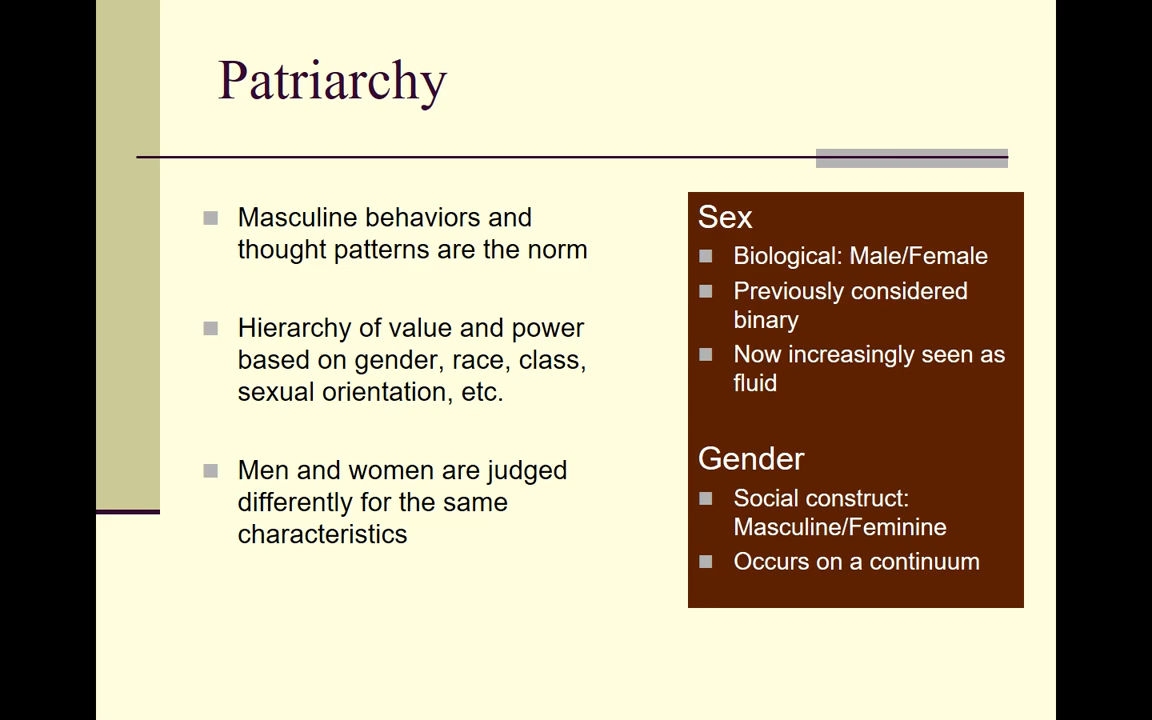 Patriarchy
Masculine behaviors and
thought patterns are the norm
Hierarchy of value and power
based on gender, race, class,
sexual orientation, etc.
Men and women are judged
differently for the same
characteristics
Sex
Biological: Male/Female
Previously considered
binary
Now increasingly seen as
fluid
Gender
Social construct:
Masculine/Feminine
Occurs on a continuum